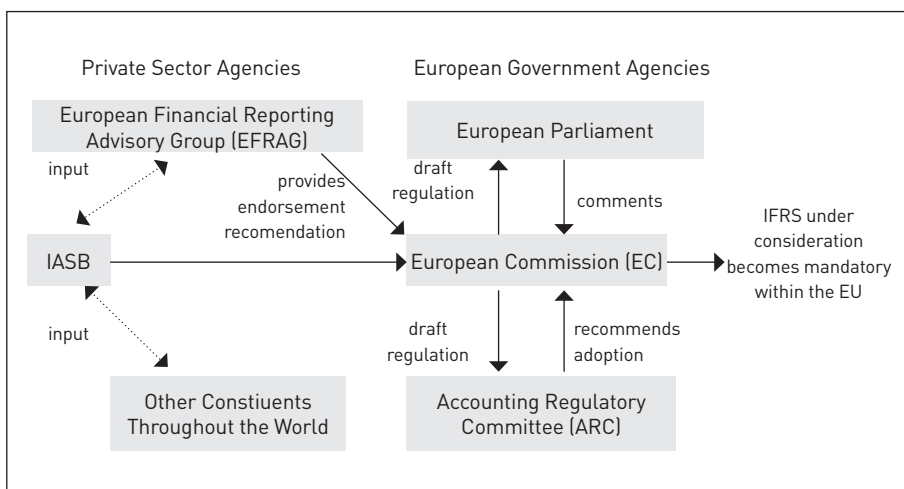 Private Sector Agencies
European Government Agencies
European Financial Reporting
Advisory Group (EFRAG)
European Parliament
input
provides
endorsement
recomendation
draft
regulation
comments
IASB
European Commission (EC)
IFRS under
consideration
becomes mandatory
within the EU
input
draft
regulation
recommends
adoption
Other Constiuents
Throughout the World
Accounting Regulatory
Committee (ARC)